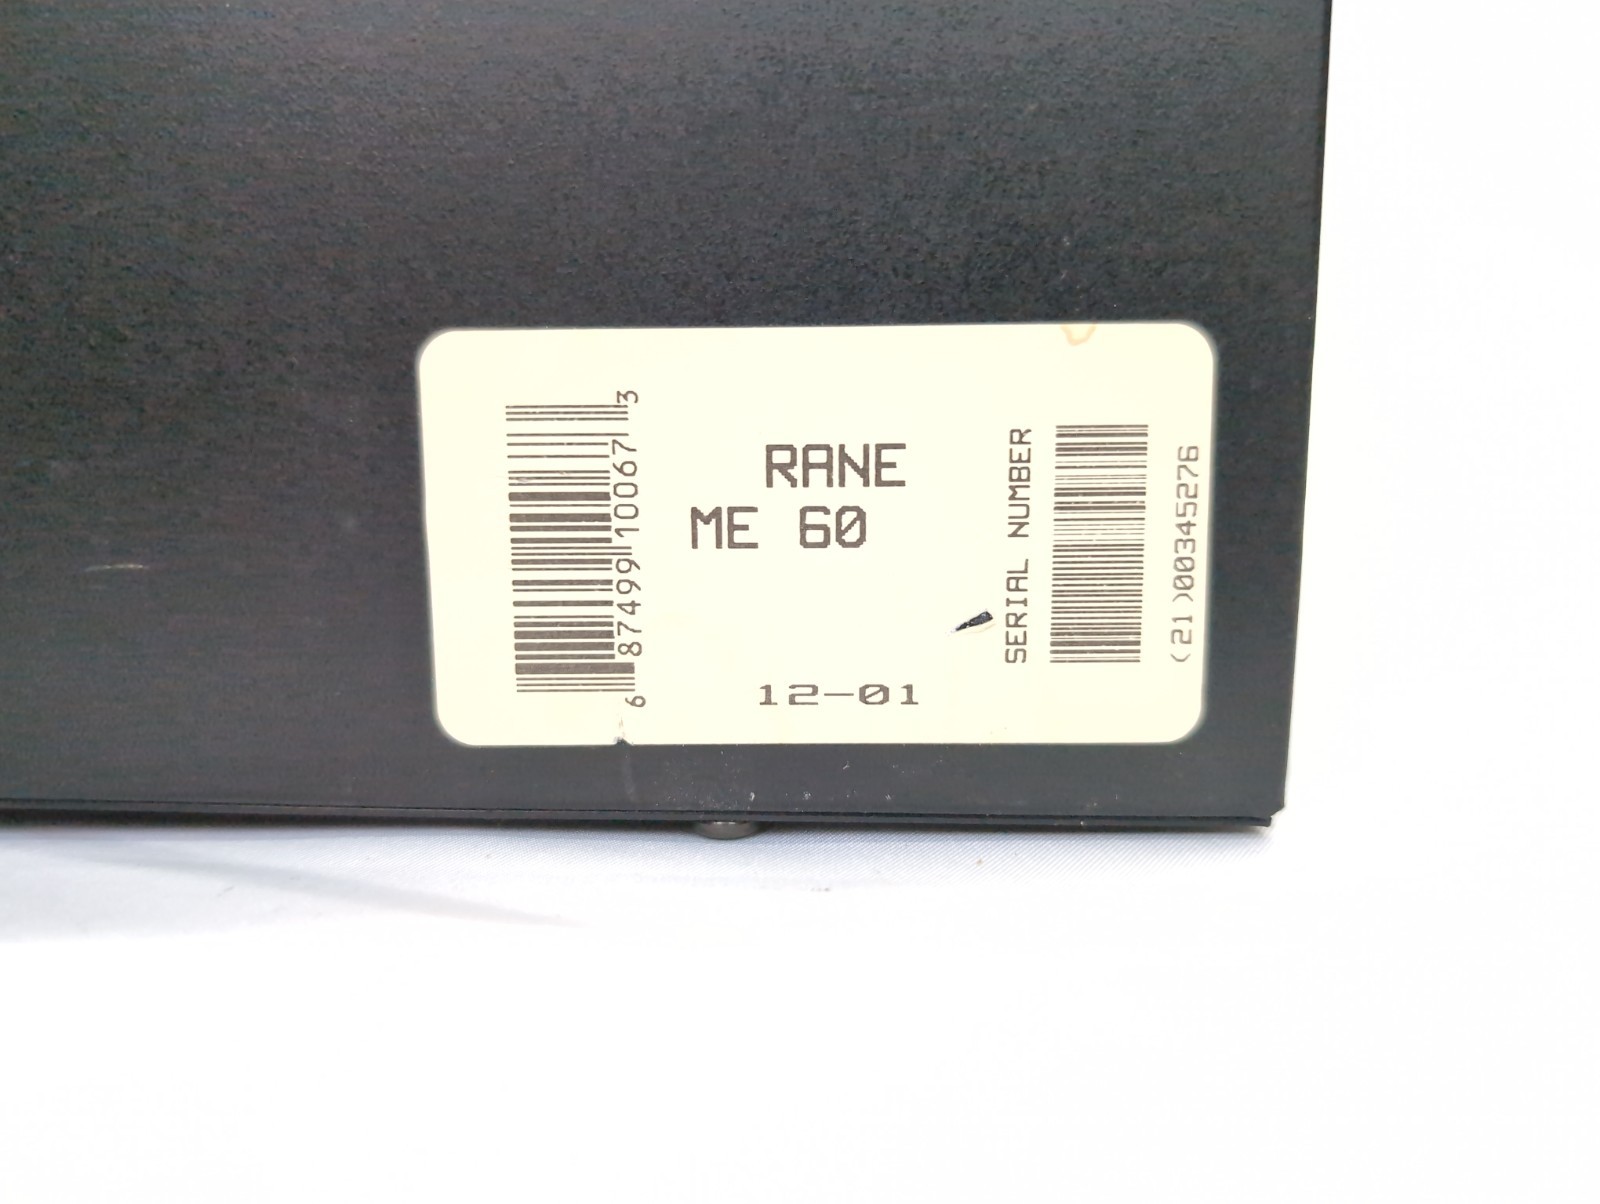 6 87499 10067 3
RANE
ME 60
12-01
SERIAL NUMBER
(21)00345276